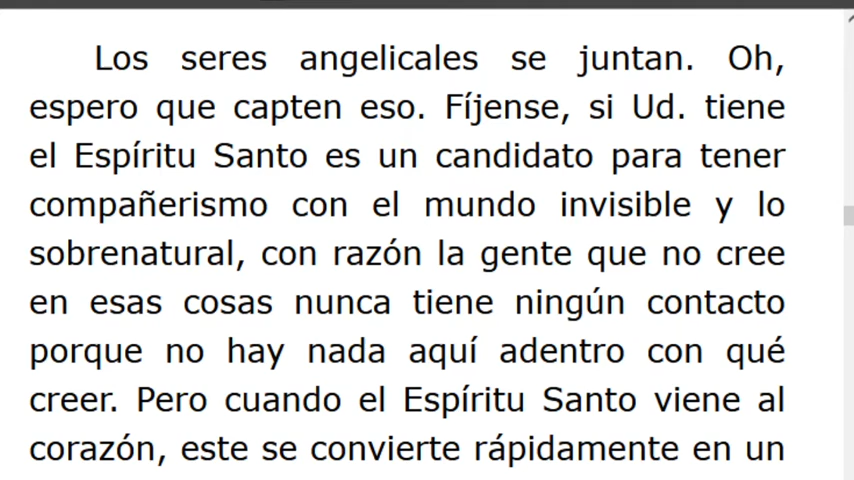 Los seres angelicales se juntan. Oh,
espero que capten eso. Fíjense, si Ud. tiene
el Espíritu Santo es un candidato para tener
compañerismo con el mundo invisible y lo
sobrenatural, con razón la gente que no cree
en esas cosas nunca tiene ningún contacto
porque no hay nada aquí adentro con qué
creer. Pero cuando el Espíritu Santo viene al
corazón, este se convierte rápidamente en un